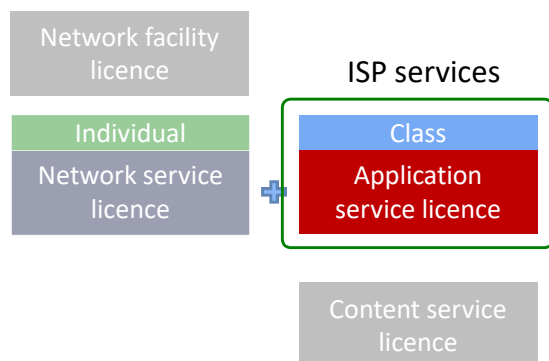 Network facility
licence
ISP services
Individual
Network service
licence
Class
Application
service licence
Content service
licence